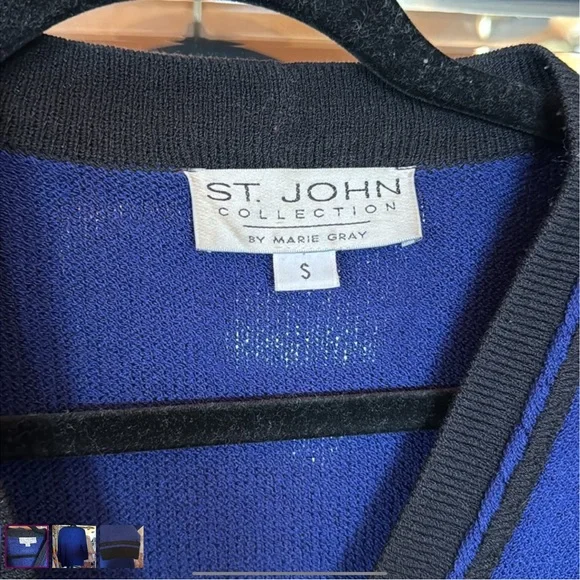 ST. JOHN
COLLECTION
BY MARIE GRAY
S